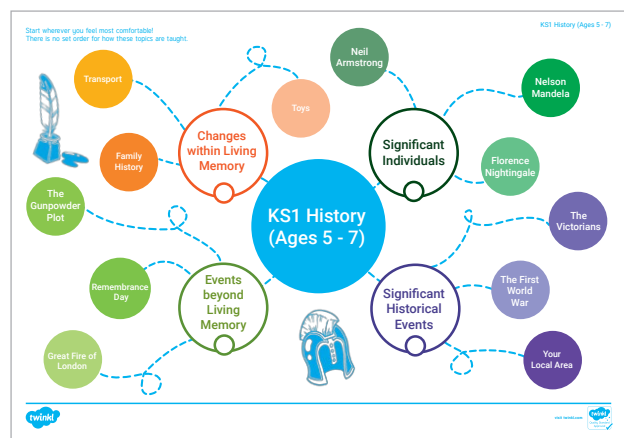 Start wherever you feel most comfortable!
There is no set order for how these topics are taught.
KS1 History (Ages 5 - 7)
Transport
Toys
Neil
Armstrong
Nelson
Mandela
Changes
within Living
Memory
Significant
Individuals
Family
History
Florence
Nightingale
The
Gunpowder
Plot
KS1 History
(Ages 5 - 7)
The
Victorians
Remembrance
Day
Events
beyond
Living
Memory
Significant
Historical
Events
The First
World
War
Great Fire of
London
Your
Local Area
twinkl
visit twinkl.com
twinkl